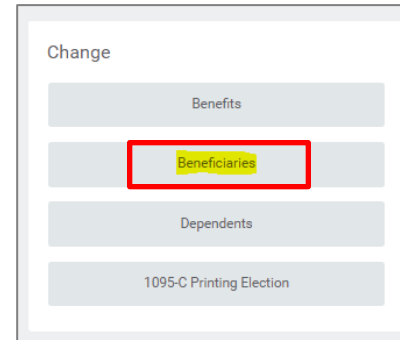 Change
Benefits
Beneficiaries
Dependents
1095-C Printing Election